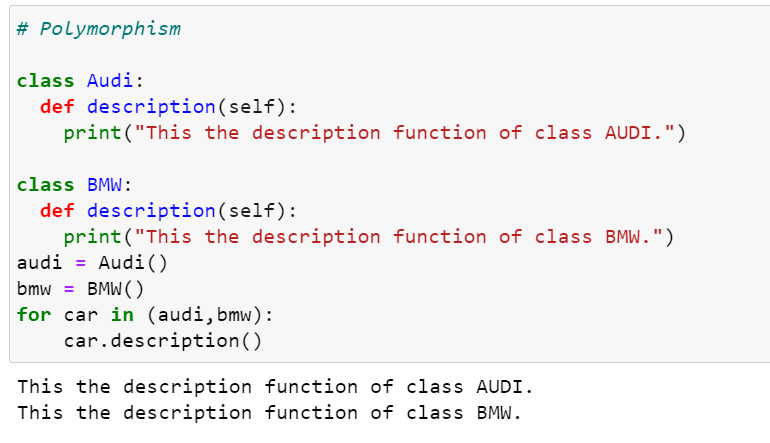 # Polymorphism
class Audi:
  def description(self):
    print("This the description function of class AUDI.")
class BMW:
  def description(self):
    print("This the description function of class BMW.")
audi = Audi()
bmw = BMW()
for car in (audi,bmw):
    car.description()
This the description function of class AUDI.
This the description function of class BMW.